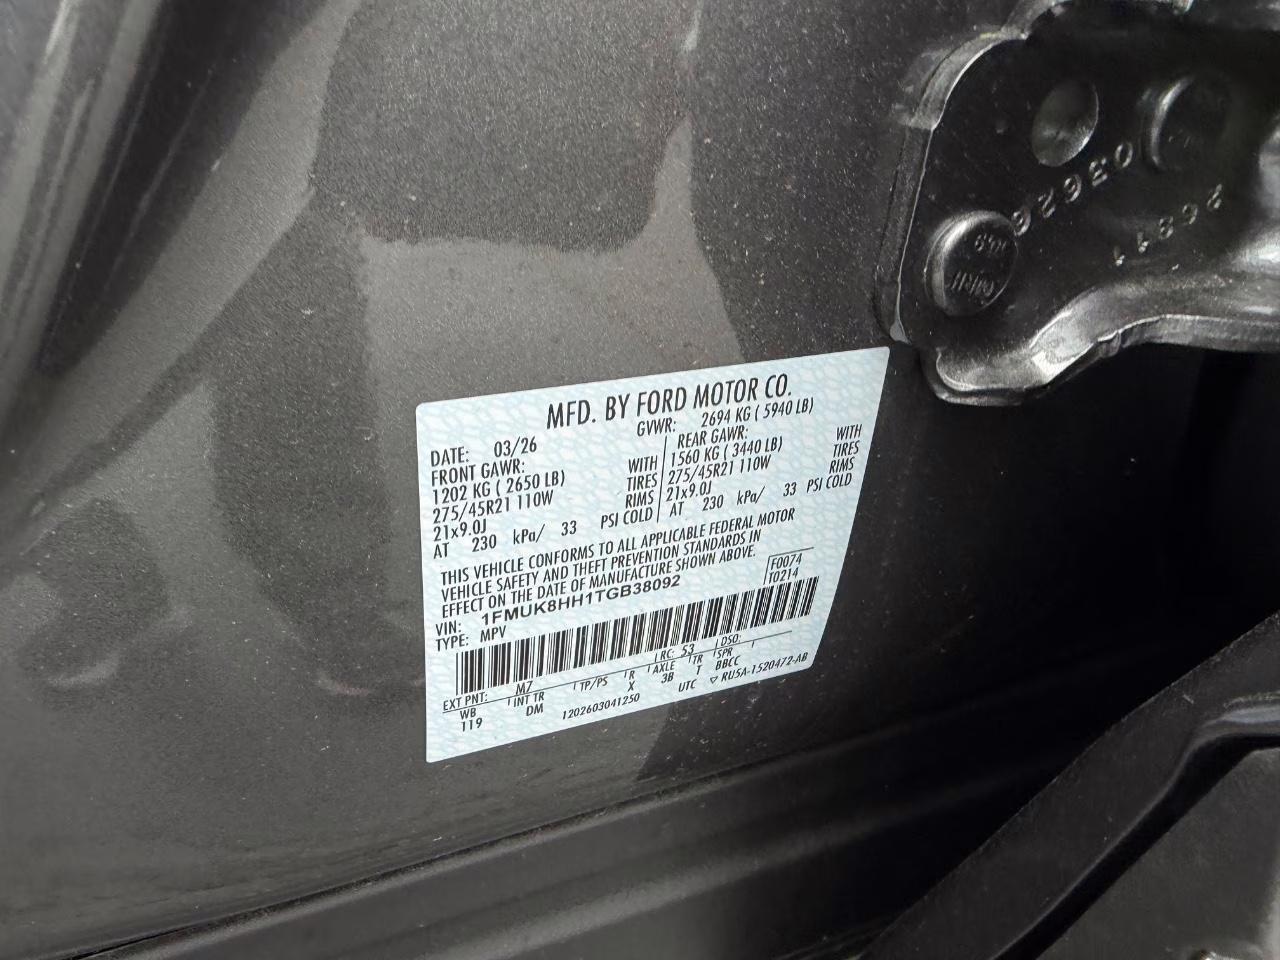 MFD. BY FORD MOTOR CO.
DATE: 03/26 GVWR: 2694 KG ( 5940 LB)
FRONT GAWR: REAR GAWR:
1202 KG ( 2650 LB) WITH 1560 KG ( 3440 LB) WITH
275/45R21 110W TIRES 275/45R21 110W TIRES
21x9.0J RIMS 21x9.0J RIMS
AT 230 kPa/ 33 PSI COLD AT 230 kPa/ 33 PSI COLD
THIS VEHICLE CONFORMS TO ALL APPLICABLE FEDERAL MOTOR
VEHICLE SAFETY AND THEFT PREVENTION STANDARDS IN
EFFECT ON THE DATE OF MANUFACTURE SHOWN ABOVE.
VIN: 1FMUK8HH1TGB38092 F0074
TYPE: MPV T0214
EXT PNT: M7 RC: 53 DSO:
WB INT TR TP/PS R AXLE TR SPR
119 DM X 3B T BBCC
1202603041250 UTC ▽ RU5A-1520472-AB
03626
26311